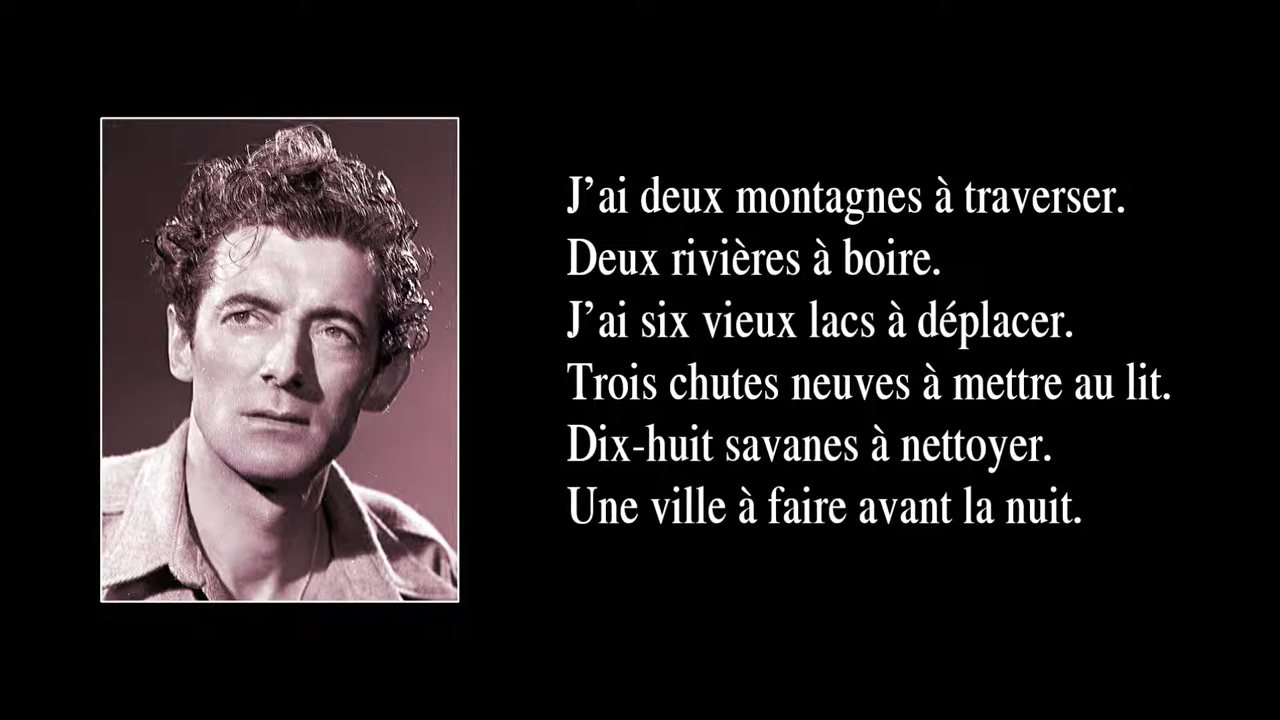 J’ai deux montagnes à traverser.
Deux rivières à boire.
J’ai six vieux lacs à déplacer.
Trois chutes neuves à mettre au lit.
Dix-huit savanes à nettoyer.
Une ville à faire avant la nuit.